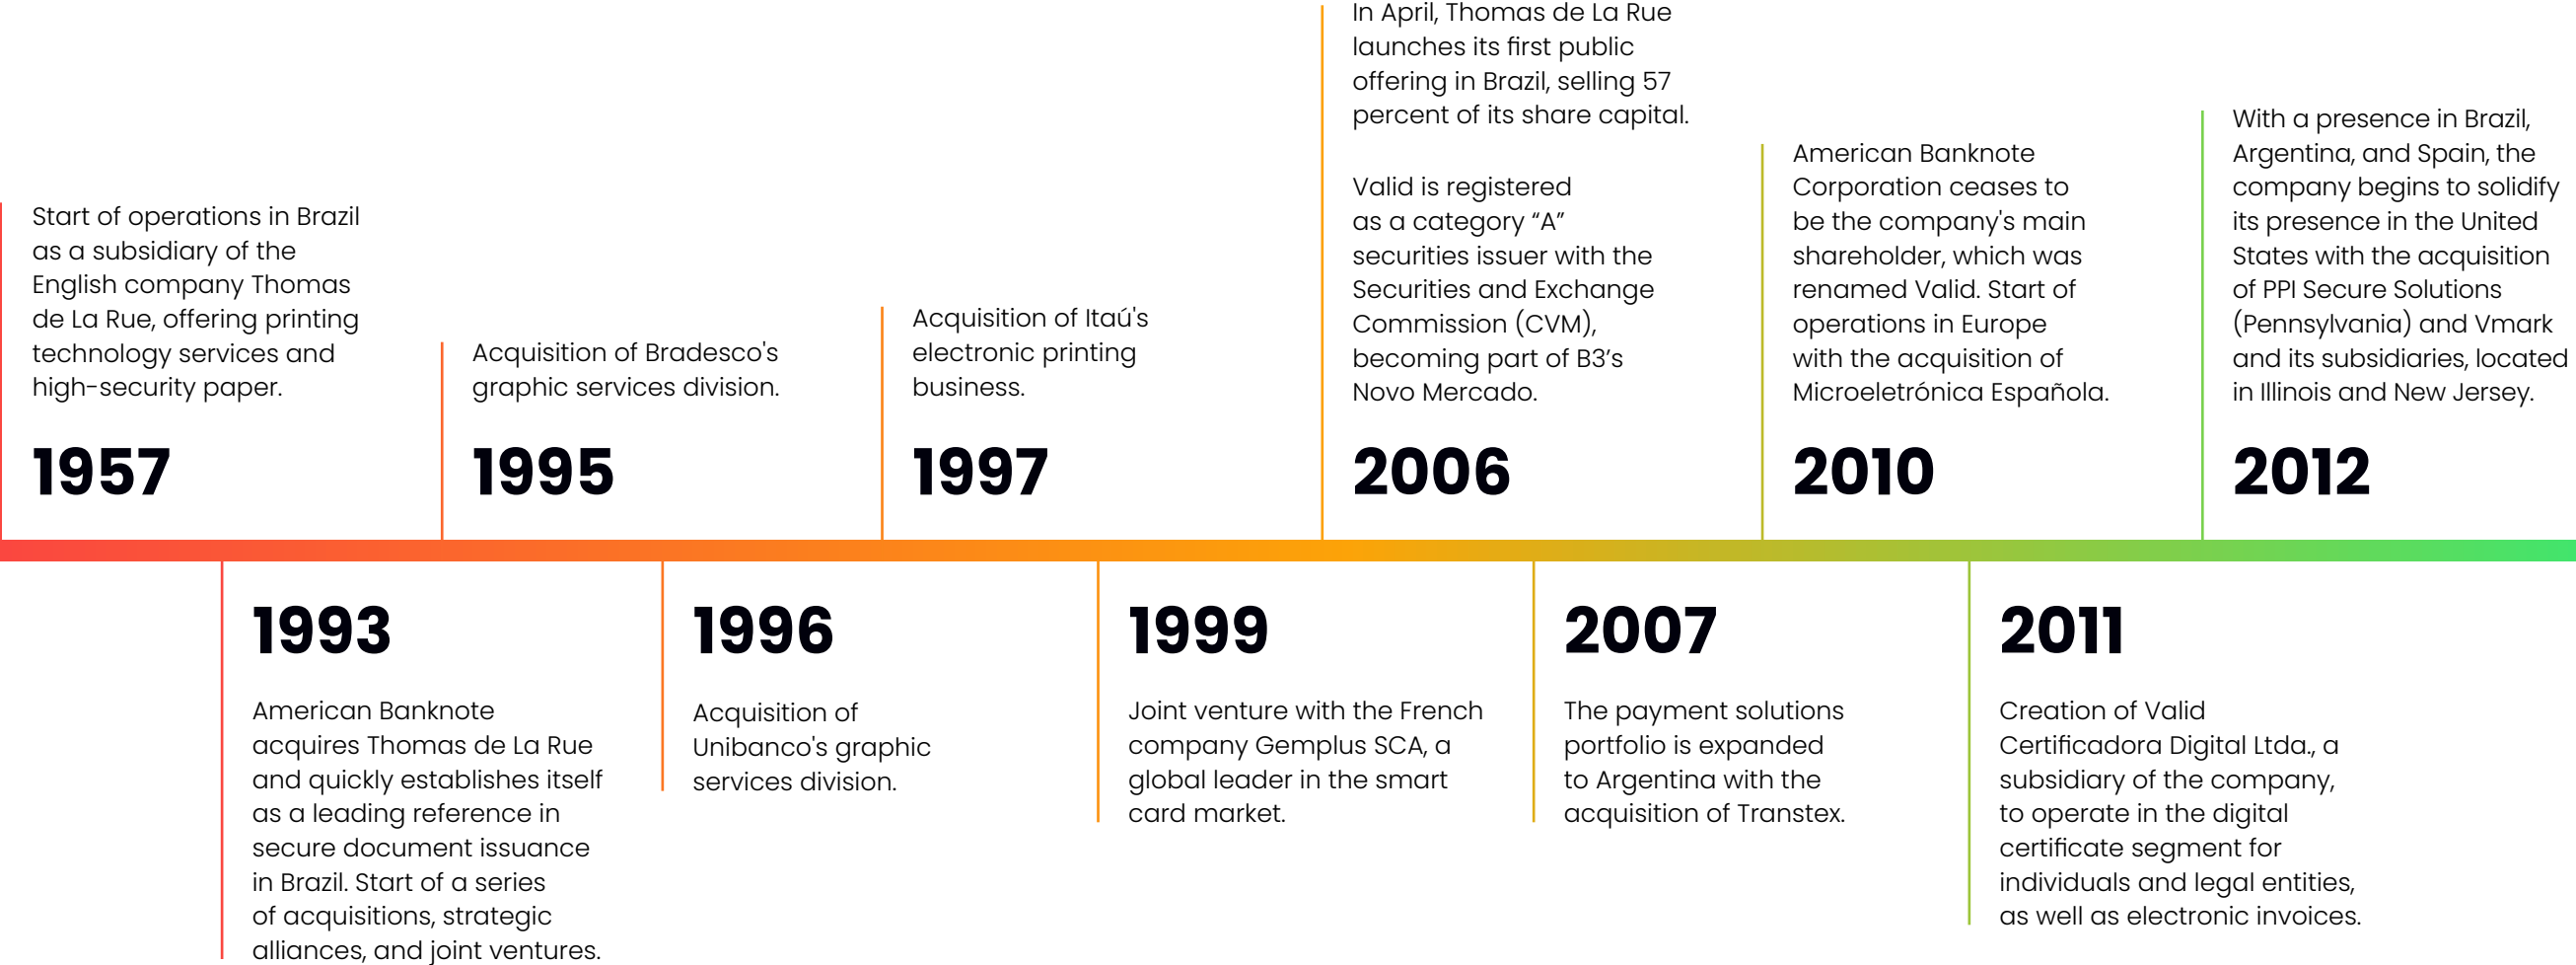 Start of operations in Brazil
as a subsidiary of the
English company Thomas
de La Rue, offering printing
technology services and
high-security paper.
1957
1993
American Banknote
acquires Thomas de La Rue
and quickly establishes itself
as a leading reference in
secure document issuance
in Brazil. Start of a series
of acquisitions, strategic
alliances, and joint ventures.
Acquisition of Bradesco's
graphic services division.
1995
1996
Acquisition of
Unibanco's graphic
services division.
Acquisition of Itaú's
electronic printing
business.
1997
1999
Joint venture with the French
company Gemplus SCA, a
global leader in the smart
card market.
In April, Thomas de La Rue
launches its first public
offering in Brazil, selling 57
percent of its share capital.
Valid is registered
as a category “A”
securities issuer with the
Securities and Exchange
Commission (CVM),
becoming part of B3’s
Novo Mercado.
2006
2007
The payment solutions
portfolio is expanded
to Argentina with the
acquisition of Transtex.
American Banknote
Corporation ceases to
be the company's main
shareholder, which was
renamed Valid. Start of
operations in Europe
with the acquisition of
Microeletrónica Española.
2010
2011
Creation of Valid
Certificadora Digital Ltda., a
subsidiary of the company,
to operate in the digital
certificate segment for
individuals and legal entities,
as well as electronic invoices.
With a presence in Brazil,
Argentina, and Spain, the
company begins to solidify
its presence in the United
States with the acquisition
of PPI Secure Solutions
(Pennsylvania) and Vmark
and its subsidiaries, located
in Illinois and New Jersey.
2012